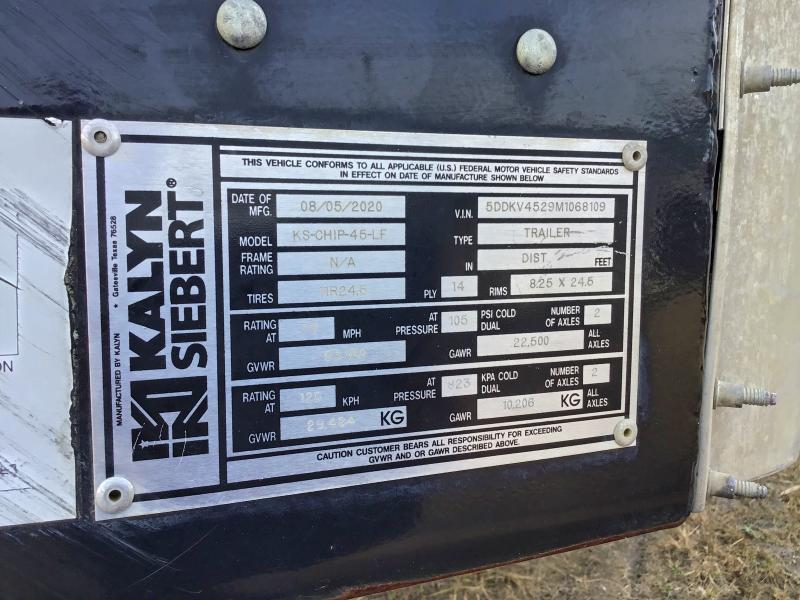 THIS VEHICLE CONFORMS TO ALL APPLICABLE (U.S.) FEDERAL MOTOR VEHICLE SAFETY STANDARDS
IN EFFECT ON DATE OF MANUFACTURE SHOWN BELOW
DATE OF MFG. 08/05/2020 V.I.N. 5DDKV4529M1068109
MODEL KS-CHIP-45-LF TYPE TRAILER
FRAME RATING N/A IN DIST. FEET
TIRES 11R24.5 PLY 14 RIMS 8.25 X 24.5
RATING AT MPH AT PRESSURE 105 PSI COLD DUAL NUMBER OF AXLES 2
GVWR GAWR 22,500 ALL AXLES
RATING AT KPH AT PRESSURE KPA COLD DUAL NUMBER OF AXLES 2
GVWR 29,484 KG GAWR 10,206 KG ALL AXLES
CAUTION CUSTOMER BEARS ALL RESPONSIBILITY FOR EXCEEDING
GVWR AND OR GAWR DESCRIBED ABOVE.
KALYN
SIEBERT®
MANUFACTURED BY KALYN * Gatesville Texas 76528
ON